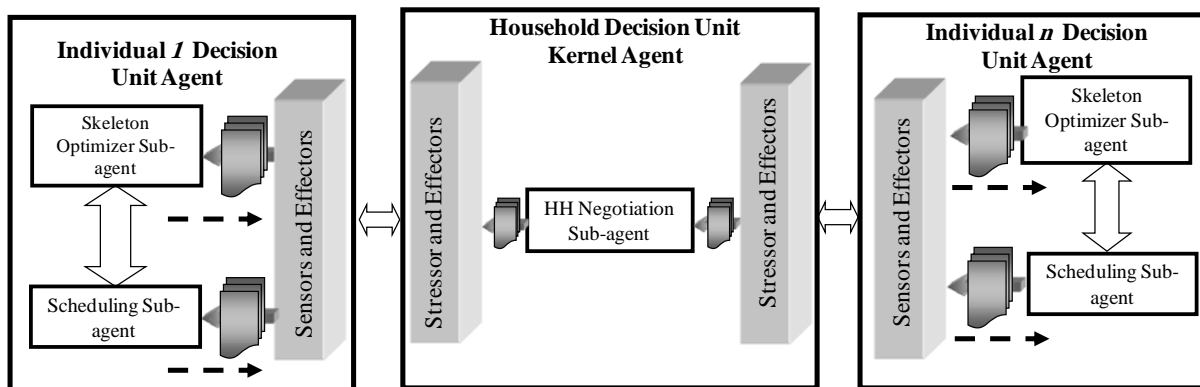 Individual 1 Decision
Unit Agent
Skeleton
Optimizer Sub-
agent
Scheduling Sub-
agent
Sensors and Effectors
Household Decision Unit
Kernel Agent
Stressor and Effectors
HH Negotiation
Sub-agent
Stressor and Effectors
Individual n Decision
Unit Agent
Sensors and Effectors
Skeleton
Optimizer Sub-
agent
Scheduling Sub-
agent